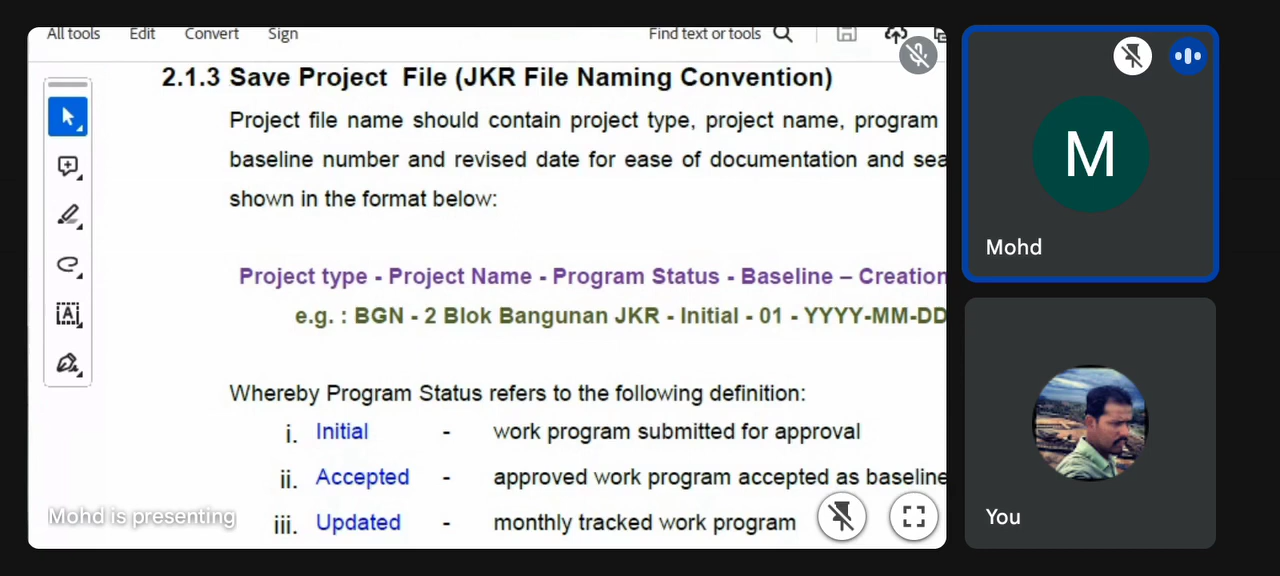 All tools Edit Convert Sign Find text or tools
2.1.3 Save Project File (JKR File Naming Convention)
Project file name should contain project type, project name, program
baseline number and revised date for ease of documentation and sea
shown in the format below:
Project type - Project Name - Program Status - Baseline – Creation
e.g. : BGN - 2 Blok Bangunan JKR - Initial - 01 - YYYY-MM-DD
Whereby Program Status refers to the following definition:
i. Initial - work program submitted for approval
ii. Accepted - approved work program accepted as baseline
iii. Updated - monthly tracked work program
Mohd is presenting
M
Mohd
You